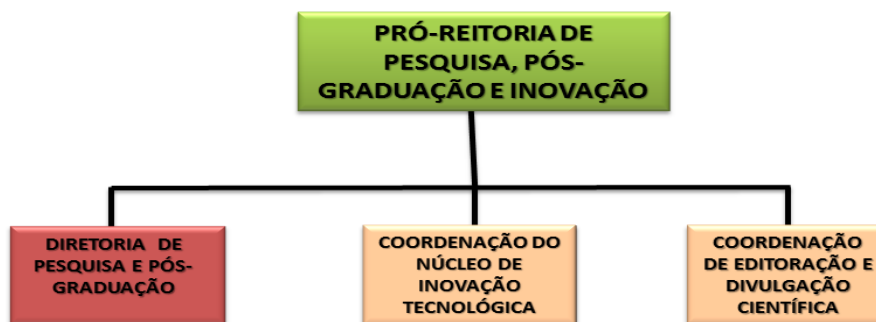 PRÓ-REITORIA DE
PESQUISA, PÓS-
GRADUAÇÃO E INOVAÇÃO
DIRETORIA DE
PESQUISA E PÓS-
GRADUAÇÃO
COORDENAÇÃO DO
NÚCLEO DE
INOVAÇÃO
TECNOLÓGICA
COORDENAÇÃO
DE EDITORAÇÃO E
DIVULGAÇÃO
CIENTÍFICA